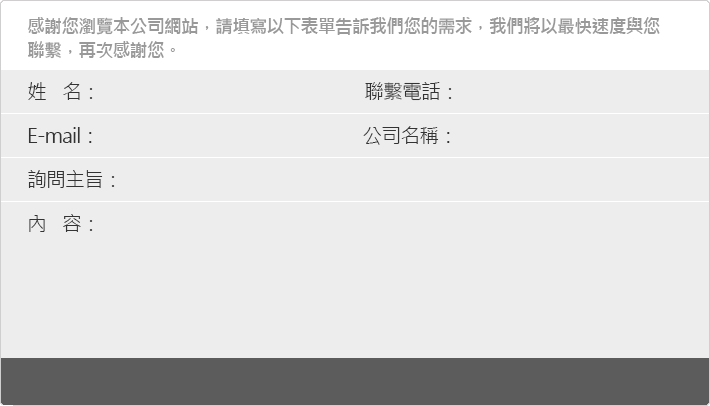 感謝您瀏覽本公司網站，請填寫以下表單告訴我們您的需求，我們將以最快速度與您
聯繫，再次感謝您。
姓　名： 聯繫電話：
E-mail： 公司名稱：
詢問主旨：
內　容：